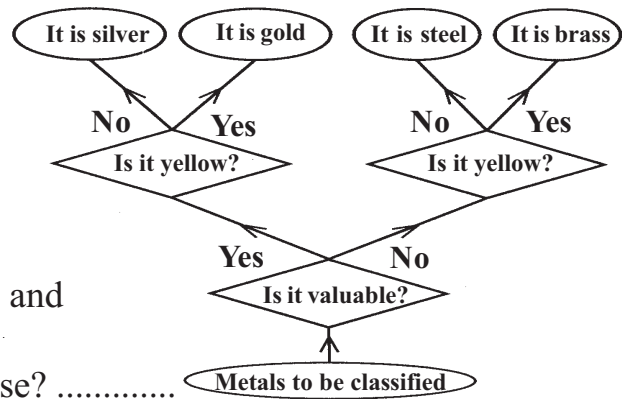 It is silver It is gold It is steel It is brass
No Yes No Yes
Is it yellow? Is it yellow?
Yes No
and Is it valuable?
se? ............. Metals to be classified